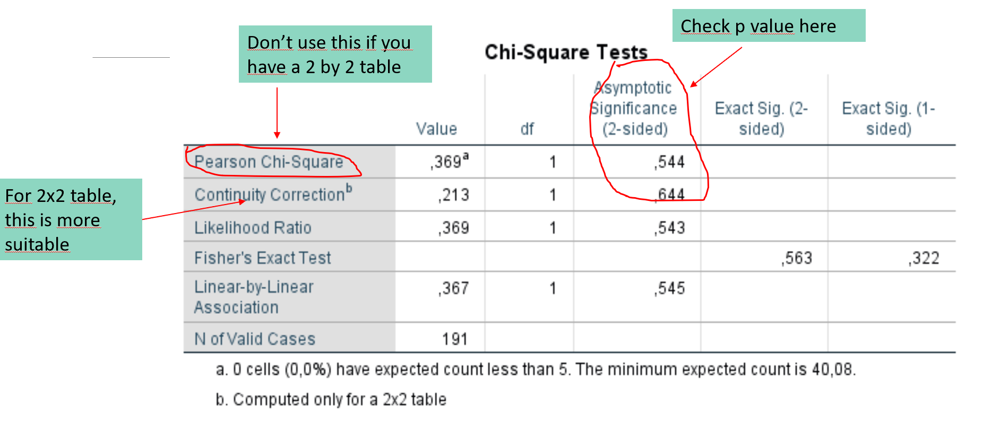 Check p value here
Don’t use this if you
have a 2 by 2 table
Chi-Square Tests
Value
df
Asymptotic
Significance
(2-sided)
Exact Sig. (2-
sided)
Exact Sig. (1-
sided)
Pearson Chi-Square ,369a 1 ,544
Continuity Correctionb ,213 1 ,644
Likelihood Ratio ,369 1 ,543
Fisher's Exact Test ,563 ,322
Linear-by-Linear
Association ,367 1 ,545
N of Valid Cases 191
For 2x2 table,
this is more
suitable
a. 0 cells (0,0%) have expected count less than 5. The minimum expected count is 40,08.
b. Computed only for a 2x2 table